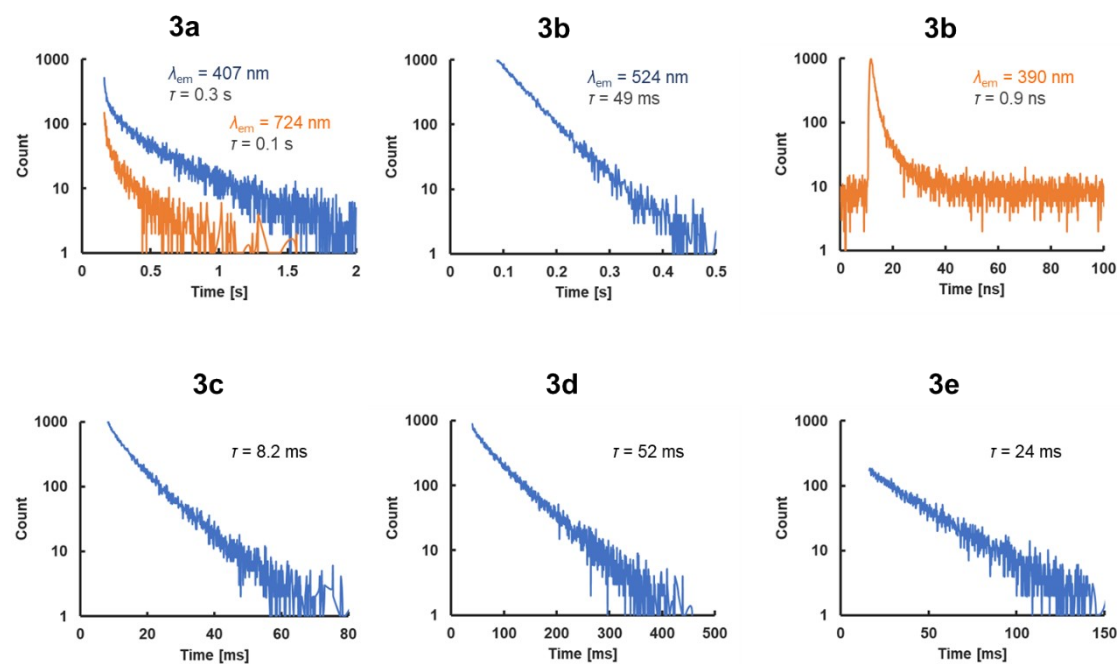 3a
1000
100
10
1
Count
0
0.5
1
1.5
2
Time [s]
λem = 407 nm
τ = 0.3 s
λem = 724 nm
τ = 0.1 s
3b
1000
100
10
1
Count
0
0.1
0.2
0.3
0.4
0.5
Time [s]
λem = 524 nm
τ = 49 ms
3b
1000
100
10
1
Count
0
20
40
60
80
100
Time [ns]
λem = 390 nm
τ = 0.9 ns
3c
1000
100
10
1
Count
0
20
40
60
80
Time [ms]
τ = 8.2 ms
3d
1000
100
10
1
Count
0
100
200
300
400
500
Time [ms]
τ = 52 ms
3e
1000
100
10
1
Count
0
50
100
150
Time [ms]
τ = 24 ms